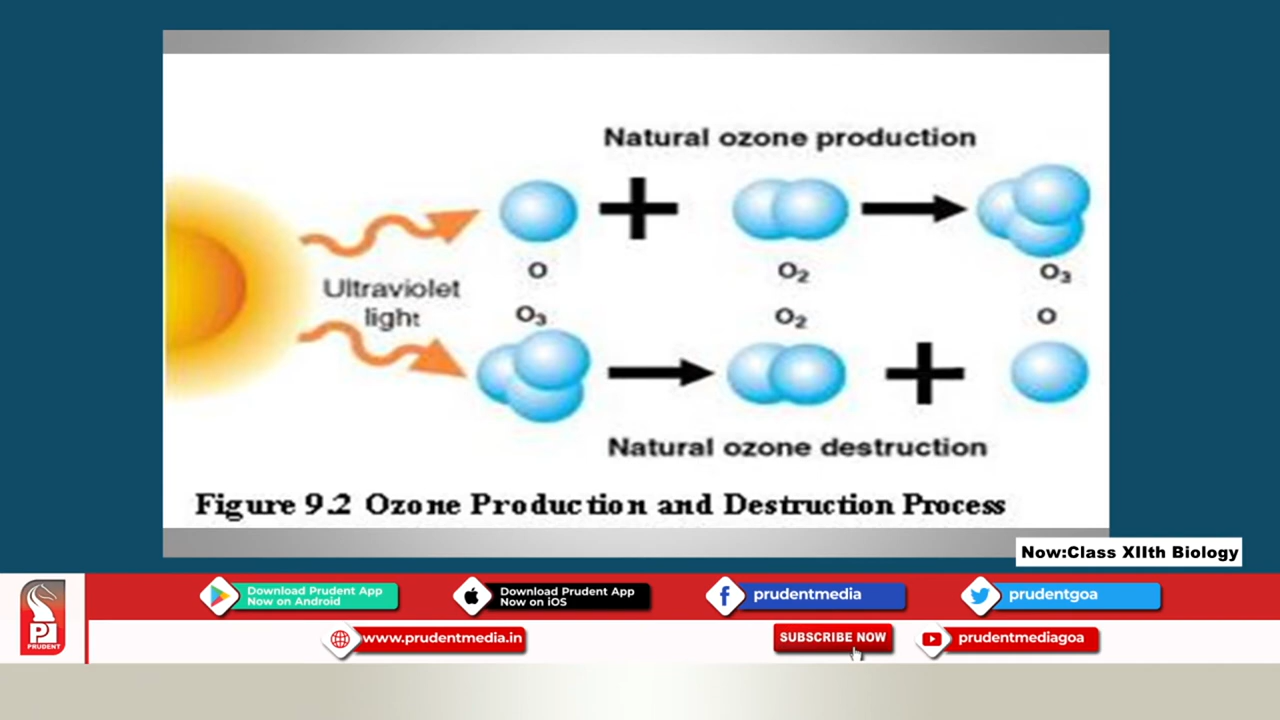 Natural ozone production
Ultraviolet
light
O
O₂
O₃
O₃
O₂
O
Natural ozone destruction
Figure 9.2 Ozone Production and Destruction Process
Now:Class XIIth Biology
Download Prudent App
Now on Android
Download Prudent App
Now on iOS
prudentmedia
prudentgoa
PRUDENT
www.prudentmedia.in
SUBSCRIBE NOW
prudentmediagoa